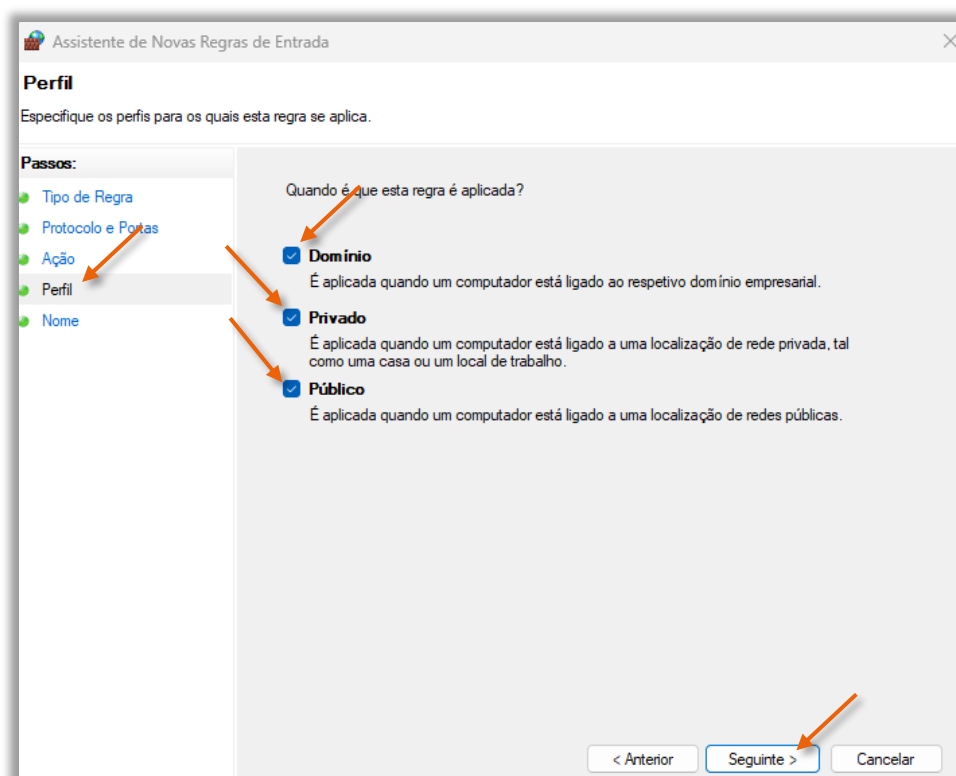 Assistente de Novas Regras de Entrada
Perfil
Especifique os perfis para os quais esta regra se aplica.
Passos:
Tipo de Regra
Protocolo e Portas
Ação
Perfil
Nome
Quando é que esta regra é aplicada?
Domínio
É aplicada quando um computador está ligado ao respetivo domínio empresarial.
Privado
É aplicada quando um computador está ligado a uma localização de rede privada, tal
como uma casa ou um local de trabalho.
Público
É aplicada quando um computador está ligado a uma localização de redes públicas.
< Anterior
Seguinte >
Cancelar